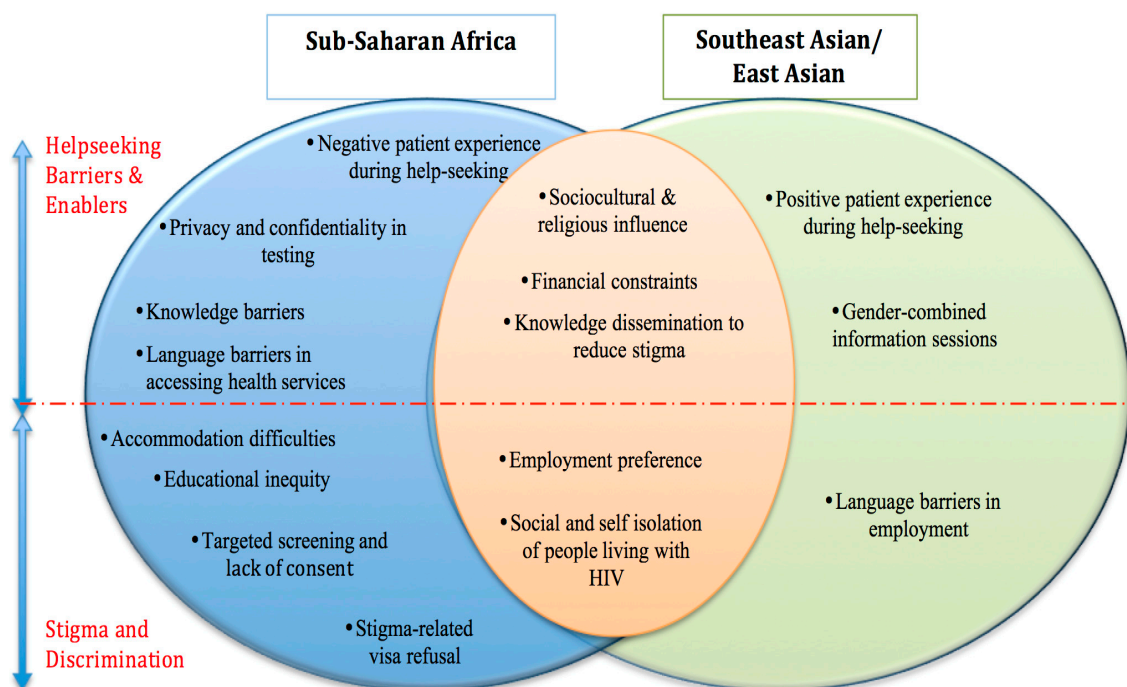 Sub-Saharan Africa
Southeast Asian/
East Asian
Helpseeking
Barriers &
Enablers
• Negative patient experience
during help-seeking
• Privacy and confidentiality in
testing
• Knowledge barriers
• Language barriers in
accessing health services
• Sociocultural &
religious influence
• Financial constraints
• Knowledge dissemination to
reduce stigma
• Positive patient experience
during help-seeking
• Gender-combined
information sessions
Stigma and
Discrimination
• Accommodation difficulties
• Educational inequity
• Targeted screening and
lack of consent
• Stigma-related
visa refusal
• Employment preference
• Social and self isolation
of people living with
HIV
• Language barriers in
employment